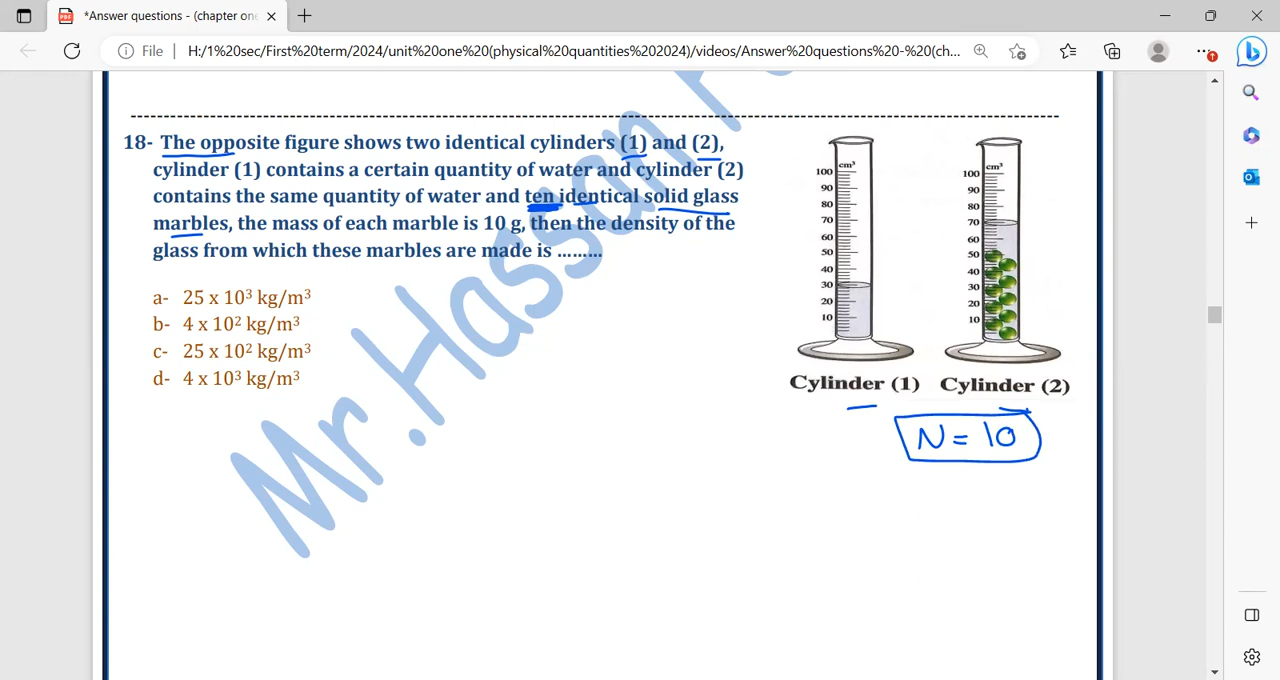 *Answer questions - (chapter one
File
H:/1%20sec/First%20term/2024/unit%20one%20(physical%20quantities%202024)/videos/Answer%20questions%20-%20(ch...
18- The opposite figure shows two identical cylinders (1) and (2),
cylinder (1) contains a certain quantity of water and cylinder (2)
contains the same quantity of water and ten identical solid glass
marbles, the mass of each marble is 10 g, then the density of the
glass from which these marbles are made is .........
a- 25 x 10³ kg/m³
b- 4 x 10² kg/m³
c- 25 x 10² kg/m³
d- 4 x 10³ kg/m³
cm³
100
90
80
70
60
50
40
30
20
10
Cylinder (1)
cm³
100
90
80
70
60
50
40
30
20
10
Cylinder (2)
N = 10
Mr.Hassan